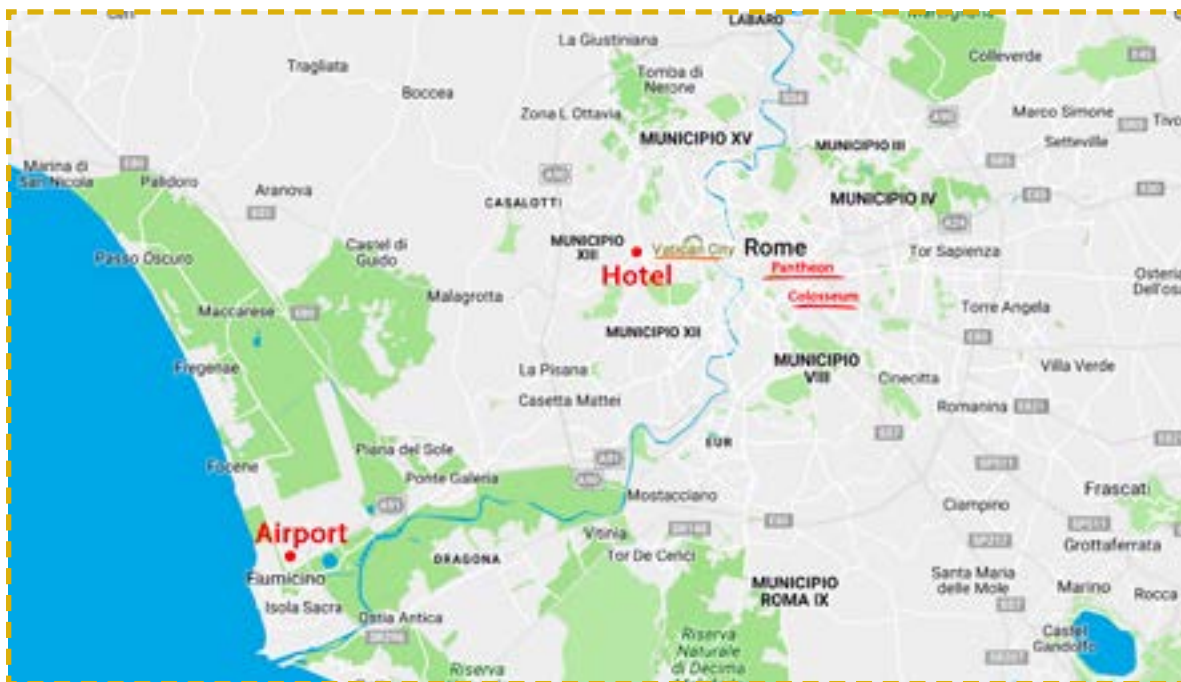 LABARO
La Giustiniana
Colleverde
Tragliata
Tomba di
Nerone
Boccea
Zona L Ottavia
Marco Simone
MUNICIPIO XV
MUNICIPIO III
Setteville
Marina di
San Nicola
Palidoro
Aranova
CASALOTTI
MUNICIPIO IV
Castel di
Guido
MUNICIPIO
XIII
Vatican City
Rome
Tor Sapienza
Passo Oscuro
Hotel
Pantheon
Osteria
Dell'osa
Malagrotta
Colosseum
Maccarese
Torre Angela
MUNICIPIO XII
Fregenae
La Pisana
MUNICIPIO
VIII
Villa Verde
Cinecitta
Casetta Mattei
Romanina
Piana del Sole
EUR
Focene
Ponte Galeria
Mostacciano
Frascati
Ciampino
Airport
Vitinia
DRAGONA
Tor De Cenci
Grottaferrata
Fiumicino
MUNICIPIO
ROMA IX
Santa Maria
delle Mole
Marino
Rocca
Isola Sacra
Ostia Antica
Castel
Gandolfo
Riserva
Naturale
di Decima
Riserva